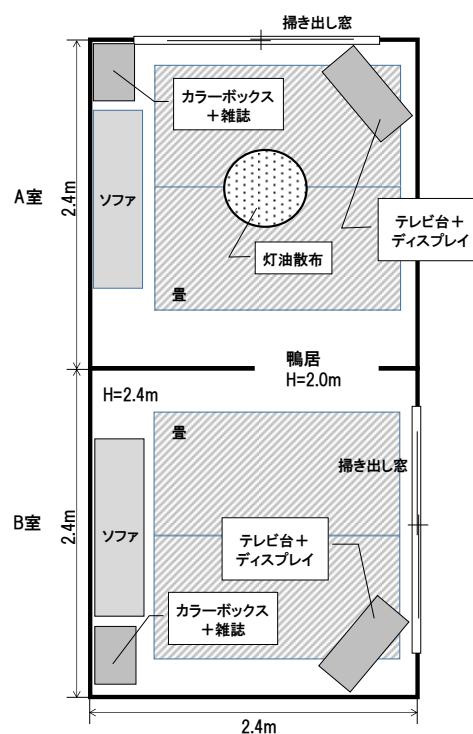 掃き出し窓
カラーボックス
＋雑誌
A室
2.4m
ソファ
テレビ台＋
ディスプレイ
灯油散布
畳
鴨居
H=2.0m
H=2.4m
畳
掃き出し窓
B室
2.4m
ソファ
テレビ台＋
ディスプレイ
カラーボックス
＋雑誌
2.4m